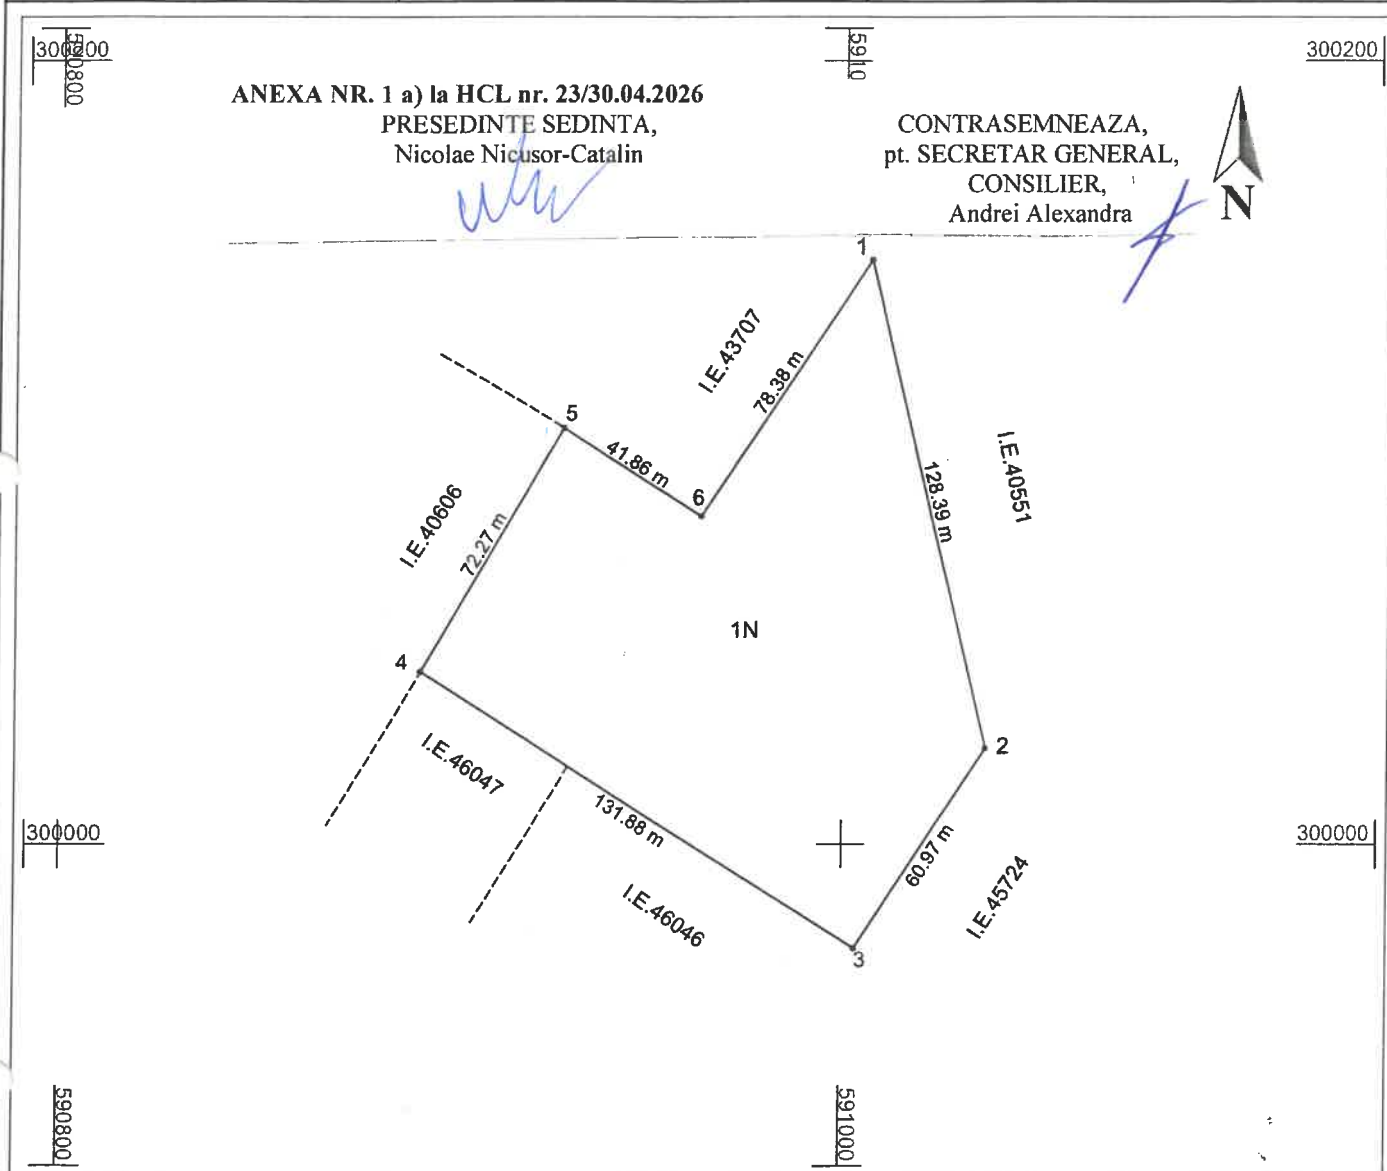 300200
590800
5910
300200
ANEXA NR. 1 a) la HCL nr. 23/30.04.2026
PRESEDINTE SEDINTA,
Nicolae Nicusor-Catalin
CONTRASEMNEAZA,
pt. SECRETAR GENERAL,
CONSILIER,
Andrei Alexandra
N
1
I.E.43707
78.38 m
5
41.86 m
6
I.E.40551
128.39 m
I.E.40606
72.27 m
1N
4
2
I.E.46047
131.88 m
300000
300000
60.97 m
I.E.45724
I.E.46046
3
590800
591000